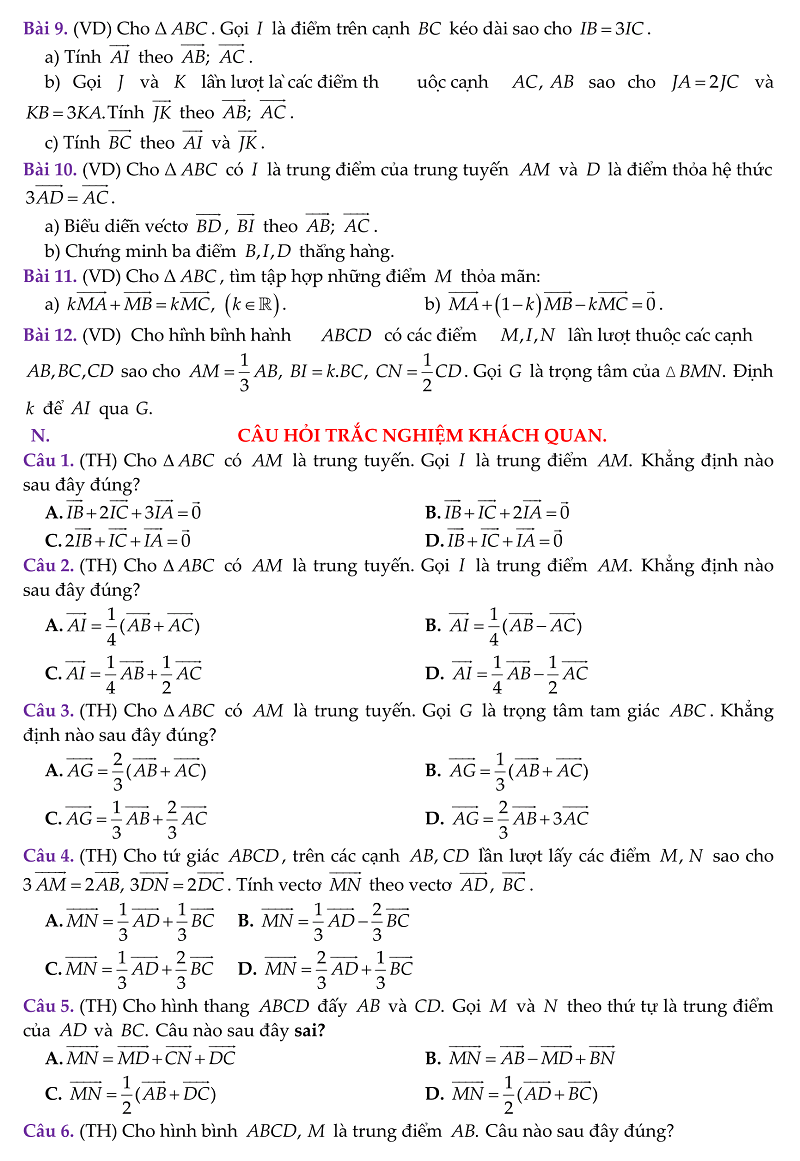 Bài 9. (VD) Cho Δ ABC. Gọi I là điểm trên cạnh BC kéo dài sao cho IB = 3IC.
a) Tính $\overrightarrow{AI}$ theo $\overrightarrow{AB}$; $\overrightarrow{AC}$.
b) Gọi J và K lần lượt là các điểm th uộc cạnh AC, AB sao cho JA = 2JC và
KB = 3KA. Tính $\overrightarrow{JK}$ theo $\overrightarrow{AB}$; $\overrightarrow{AC}$.
c) Tính $\overrightarrow{BC}$ theo $\overrightarrow{AI}$ và $\overrightarrow{JK}$.
Bài 10. (VD) Cho Δ ABC có I là trung điểm của trung tuyến AM và D là điểm thỏa hệ thức
$3\overrightarrow{AD} = \overrightarrow{AC}$.
a) Biểu diễn véctơ $\overrightarrow{BD}$, $\overrightarrow{BI}$ theo $\overrightarrow{AB}$; $\overrightarrow{AC}$.
b) Chứng minh ba điểm B, I, D thẳng hàng.
Bài 11. (VD) Cho Δ ABC, tìm tập hợp những điểm M thỏa mãn:
a) $k\overrightarrow{MA} + \overrightarrow{MB} = k\overrightarrow{MC}$, $(k \in \mathbb{R})$. b) $\overrightarrow{MA} + (1-k)\overrightarrow{MB} - k\overrightarrow{MC} = \vec{0}$.
Bài 12. (VD) Cho hình bình hành ABCD có các điểm M, I, N lần lượt thuộc các cạnh
AB, BC, CD sao cho $AM = \frac{1}{3}AB$, $BI = k.BC$, $CN = \frac{1}{2}CD$. Gọi G là trọng tâm của △ BMN. Định
k để AI qua G.
N. CÂU HỎI TRẮC NGHIỆM KHÁCH QUAN.
Câu 1. (TH) Cho Δ ABC có AM là trung tuyến. Gọi I là trung điểm AM. Khẳng định nào
sau đây đúng?
A. $\overrightarrow{IB} + 2\overrightarrow{IC} + 3\overrightarrow{IA} = \vec{0}$ B. $\overrightarrow{IB} + \overrightarrow{IC} + 2\overrightarrow{IA} = \vec{0}$
C. $2\overrightarrow{IB} + \overrightarrow{IC} + \overrightarrow{IA} = \vec{0}$ D. $\overrightarrow{IB} + \overrightarrow{IC} + \overrightarrow{IA} = \vec{0}$
Câu 2. (TH) Cho Δ ABC có AM là trung tuyến. Gọi I là trung điểm AM. Khẳng định nào
sau đây đúng?
A. $\overrightarrow{AI} = \frac{1}{4}(\overrightarrow{AB} + \overrightarrow{AC})$ B. $\overrightarrow{AI} = \frac{1}{4}(\overrightarrow{AB} - \overrightarrow{AC})$
C. $\overrightarrow{AI} = \frac{1}{4}\overrightarrow{AB} + \frac{1}{2}\overrightarrow{AC}$ D. $\overrightarrow{AI} = \frac{1}{4}\overrightarrow{AB} - \frac{1}{2}\overrightarrow{AC}$
Câu 3. (TH) Cho Δ ABC có AM là trung tuyến. Gọi G là trọng tâm tam giác ABC. Khẳng
định nào sau đây đúng?
A. $\overrightarrow{AG} = \frac{2}{3}(\overrightarrow{AB} + \overrightarrow{AC})$ B. $\overrightarrow{AG} = \frac{1}{3}(\overrightarrow{AB} + \overrightarrow{AC})$
C. $\overrightarrow{AG} = \frac{1}{3}\overrightarrow{AB} + \frac{2}{3}\overrightarrow{AC}$ D. $\overrightarrow{AG} = \frac{2}{3}\overrightarrow{AB} + 3\overrightarrow{AC}$
Câu 4. (TH) Cho tứ giác ABCD, trên các cạnh AB, CD lần lượt lấy các điểm M, N sao cho
$3\overrightarrow{AM} = 2\overrightarrow{AB}$, $3\overrightarrow{DN} = 2\overrightarrow{DC}$. Tính vectơ $\overrightarrow{MN}$ theo vectơ $\overrightarrow{AD}$, $\overrightarrow{BC}$.
A. $\overrightarrow{MN} = \frac{1}{3}\overrightarrow{AD} + \frac{1}{3}\overrightarrow{BC}$ B. $\overrightarrow{MN} = \frac{1}{3}\overrightarrow{AD} - \frac{2}{3}\overrightarrow{BC}$
C. $\overrightarrow{MN} = \frac{1}{3}\overrightarrow{AD} + \frac{2}{3}\overrightarrow{BC}$ D. $\overrightarrow{MN} = \frac{2}{3}\overrightarrow{AD} + \frac{1}{3}\overrightarrow{BC}$
Câu 5. (TH) Cho hình thang ABCD đấy AB và CD. Gọi M và N theo thứ tự là trung điểm
của AD và BC. Câu nào sau đây sai?
A. $\overrightarrow{MN} = \overrightarrow{MD} + \overrightarrow{CN} + \overrightarrow{DC}$ B. $\overrightarrow{MN} = \overrightarrow{AB} - \overrightarrow{MD} + \overrightarrow{BN}$
C. $\overrightarrow{MN} = \frac{1}{2}(\overrightarrow{AB} + \overrightarrow{DC})$ D. $\overrightarrow{MN} = \frac{1}{2}(\overrightarrow{AD} + \overrightarrow{BC})$
Câu 6. (TH) Cho hình bình ABCD, M là trung điểm AB. Câu nào sau đây đúng?